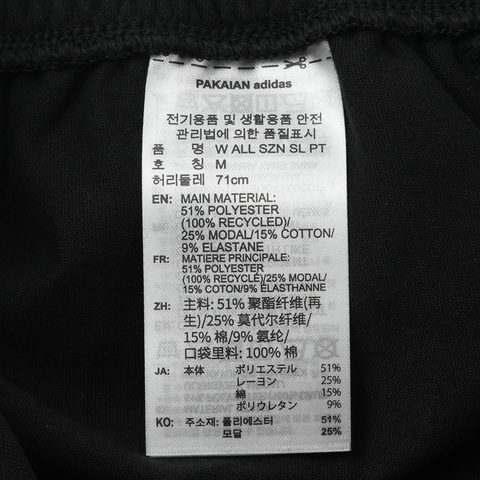 PAKAIAN adidas
전기용품 및 생활용품 안전
관리법에 의한 품질표시
품 명 W ALL SZN SL PT
호 칭 M
허리둘레 71cm
EN: MAIN MATERIAL:
51% POLYESTER
(100% RECYCLED)/
25% MODAL/15% COTTON/
9% ELASTANE
FR: MATIERE PRINCIPALE:
51% POLYESTER
(100% RECYCLÉ)/25% MODAL/
15% COTON/9% ÉLASTHANNE
ZH: 主料: 51% 聚酯纤维(再
生)/25% 莫代尔纤维/
15% 棉/9% 氨纶/
口袋里料: 100% 棉
JA: 本体 ポリエステル 51%
レーヨン 25%
綿 15%
ポリウレタン 9%
KO: 주소재: 폴리에스터 51%
모달 25%